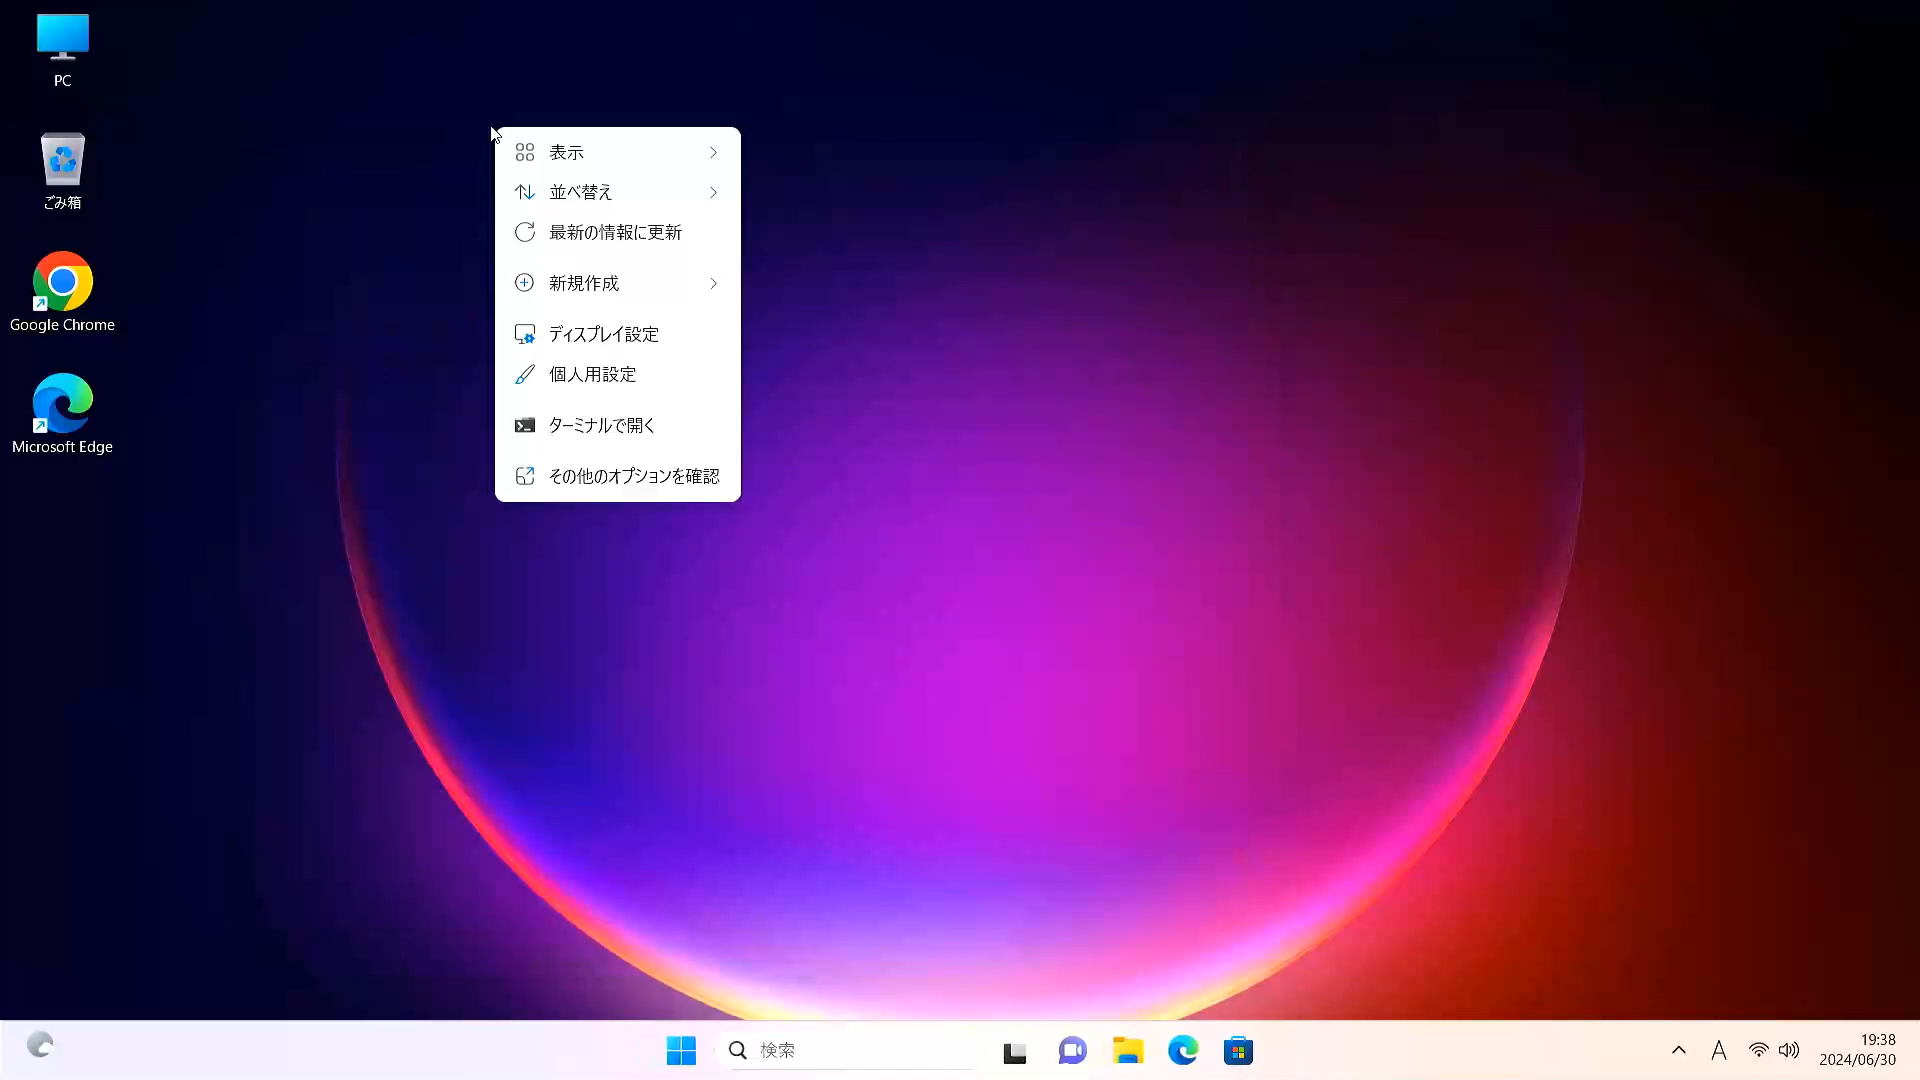 PC
ごみ箱
Google Chrome
Microsoft Edge
表示
並べ替え
最新の情報に更新
新規作成
ディスプレイ設定
個人用設定
ターミナルで開く
その他のオプションを確認
検索
A
19:38
2024/06/30